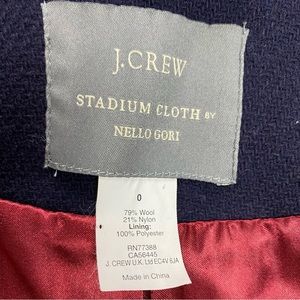 J.CREW
STADIUM CLOTH BY
NELLO GORI
0
79% Wool
21% Nylon
Lining:
100% Polyester
RN77388
CA56445
J. CREW U.K. Ltd EC4V 6JA
Made in China